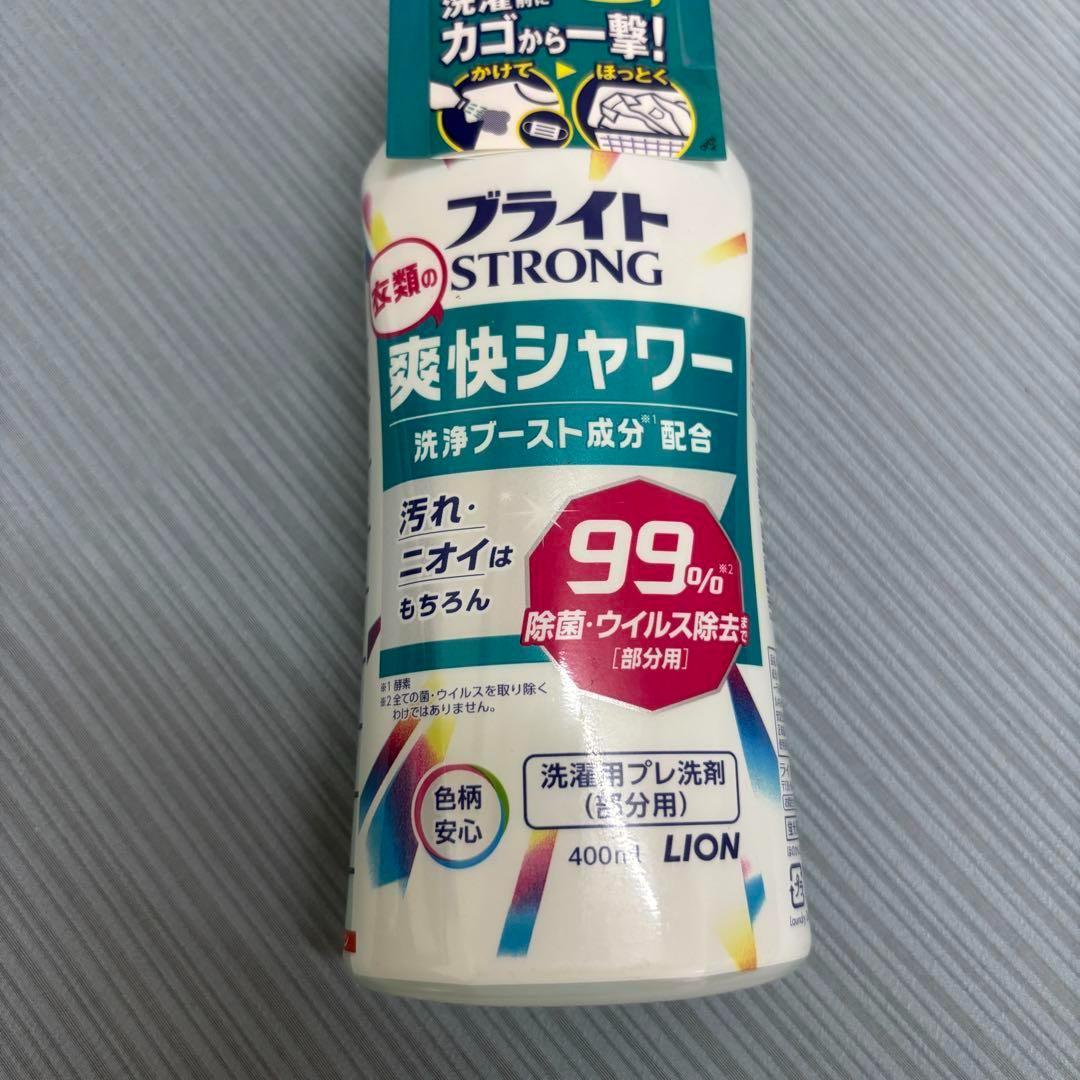 洗濯前に
カゴから一撃!
かけて ▶ ほっとく
ブライト
STRONG
衣類の
爽快シャワー
洗浄ブースト成分※1配合
汚れ・
ニオイは
もちろん
99%※2
除菌・ウイルス除去まで
[部分用]
※1 酵素
※2 全ての菌・ウイルスを取り除く
わけではありません。
色柄
安心
洗濯用プレ洗剤
(部分用)
400ml LION